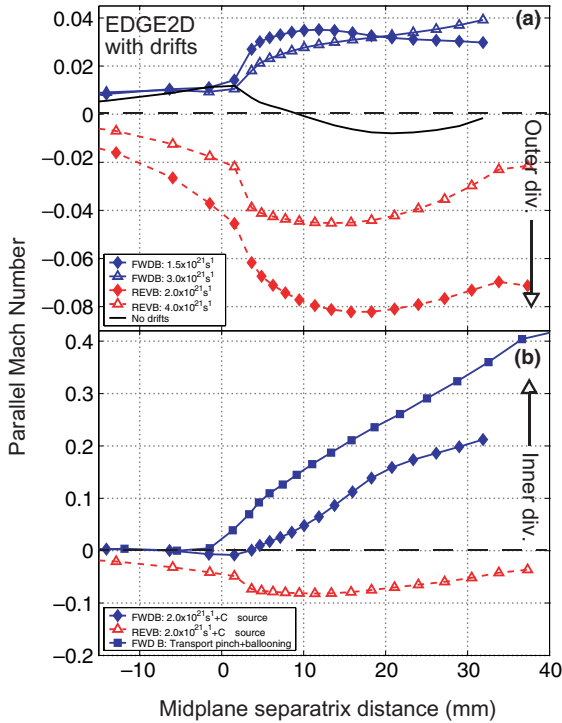 EDGE2D
with drifts
(a)
0.04
0.02
0
−0.02
−0.04
−0.06
−0.08
Outer div.
FWDB: 1.5x10²¹s¹
FWDB: 3.0x10²¹s¹
REVB: 2.0x10²¹s¹
REVB: 4.0x10²¹s¹
No drifts
Parallel Mach Number
(b)
0.4
0.3
0.2
0.1
0
−0.1
−0.2
Inner div.
FWDB: 2.0x10²¹s¹+C source
REVB: 2.0x10²¹s¹+C source
FWD B: Transport pinch+ballooning
−10 0 10 20 30 40
Midplane separatrix distance (mm)